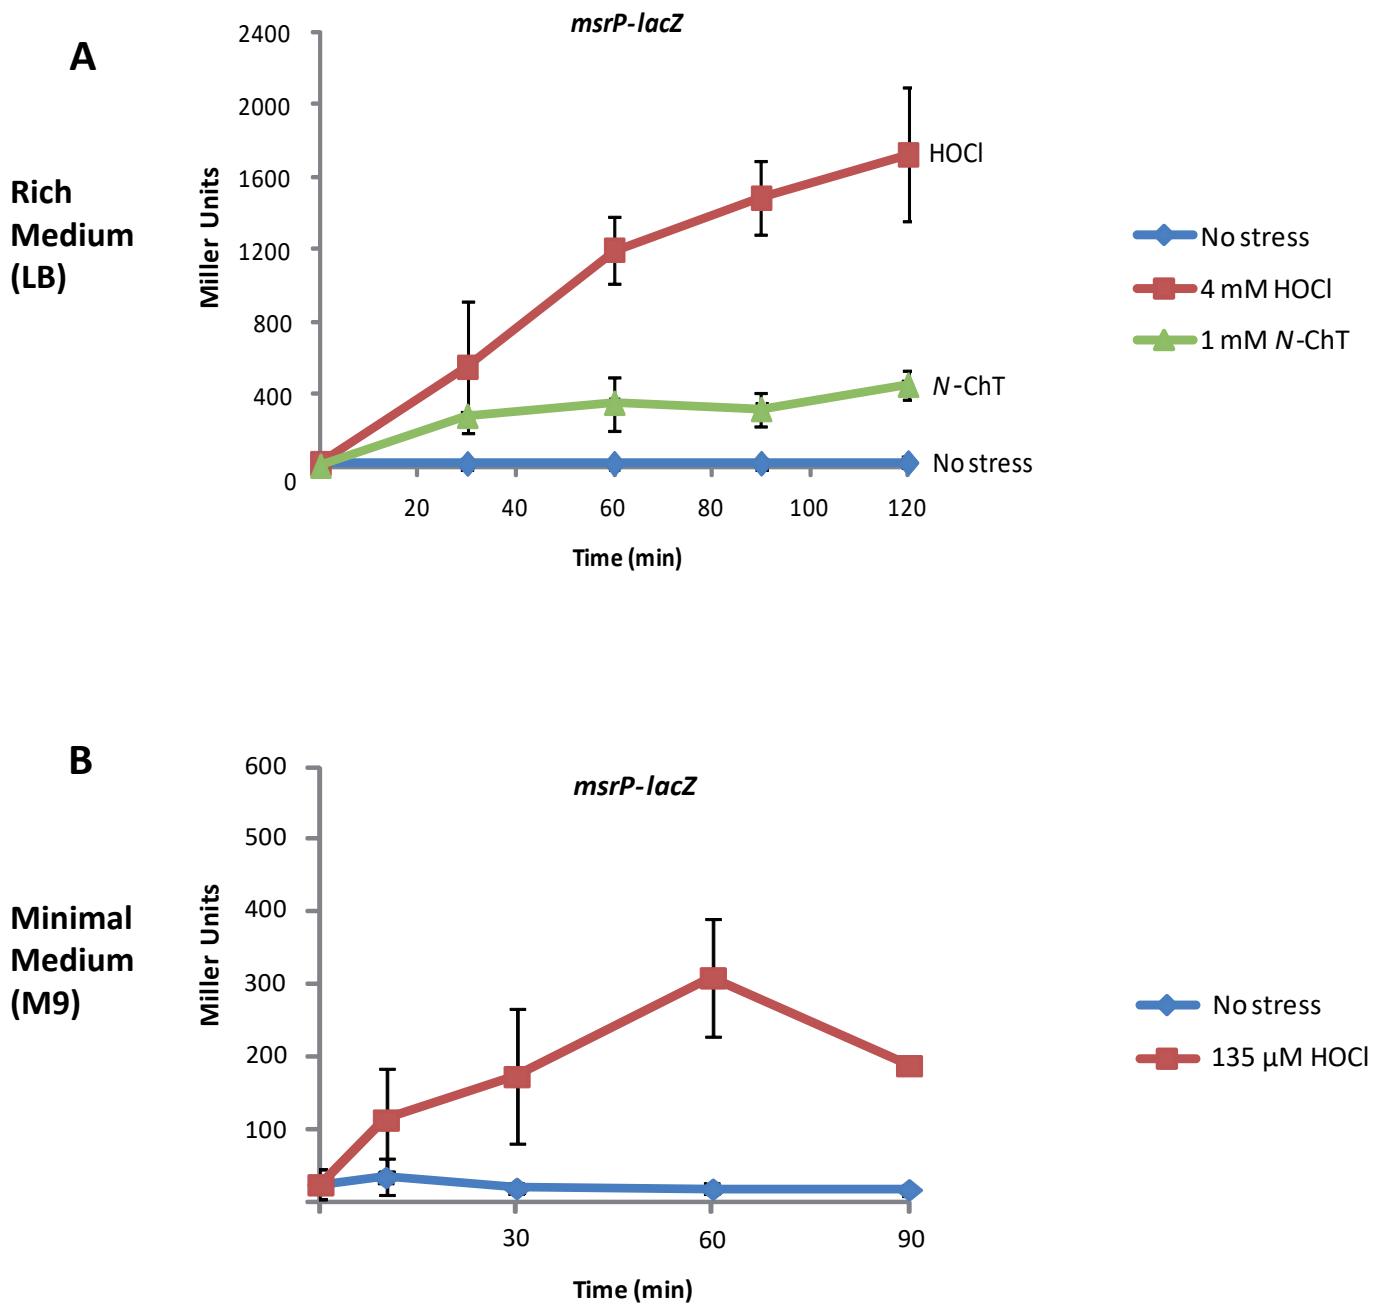 A
msrP-lacZ
Rich
Medium
(LB)
Miller Units
2400
2000
1600
1200
800
400
0
20 40 60 80 100 120
Time (min)
HOCl
N-ChT
No stress
No stress
4 mM HOCl
1 mM N-ChT
B
msrP-lacZ
Minimal
Medium
(M9)
Miller Units
600
500
400
300
200
100
30 60 90
Time (min)
No stress
135 µM HOCl